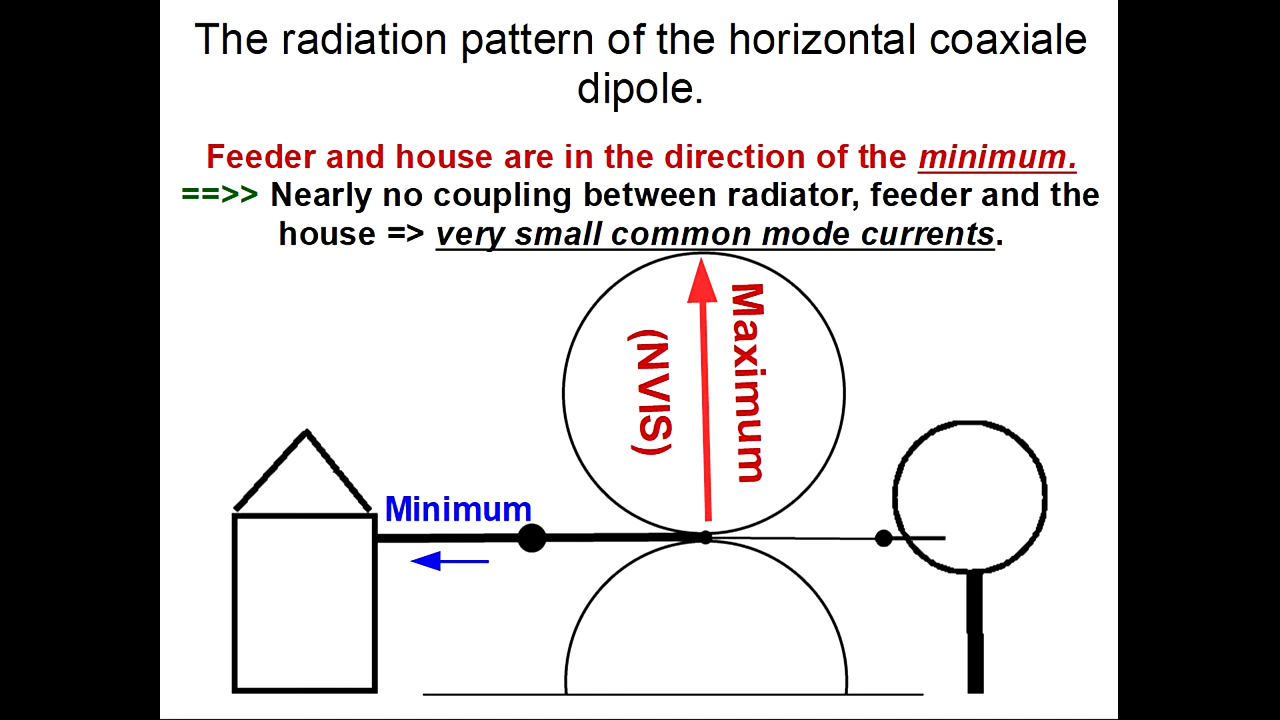 The radiation pattern of the horizontal coaxiale
dipole.
Feeder and house are in the direction of the minimum.
==>> Nearly no coupling between radiator, feeder and the
house => very small common mode currents.
Maximum
(NVIS)
Minimum